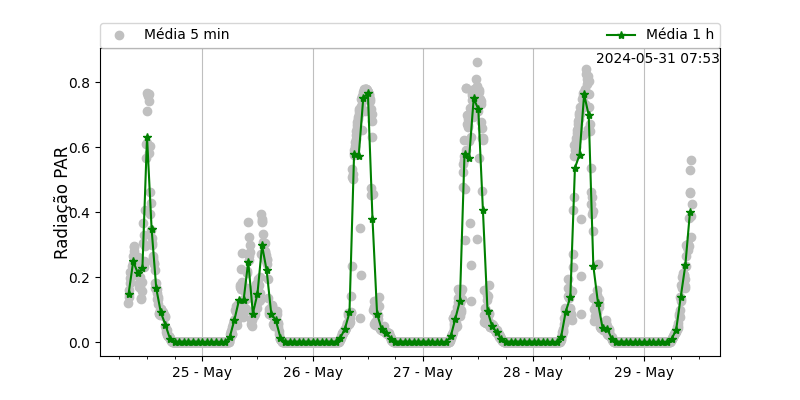 Média 5 min
Média 1 h
2024-05-31 07:53
Radiação PAR
0.8
0.6
0.4
0.2
0.0
25 - May
26 - May
27 - May
28 - May
29 - May